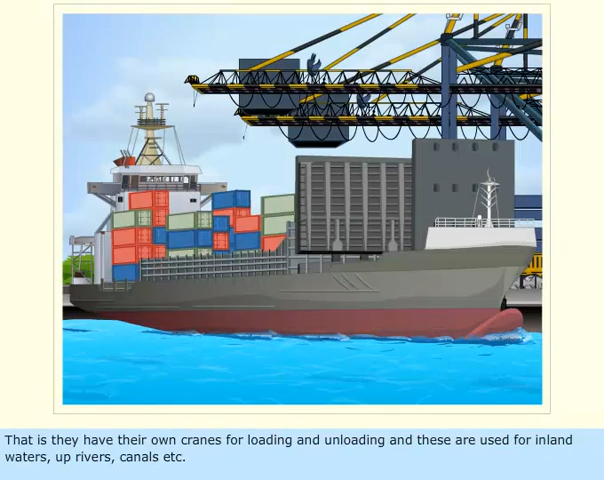 That is they have their own cranes for loading and unloading and these are used for inland
waters, up rivers, canals etc.